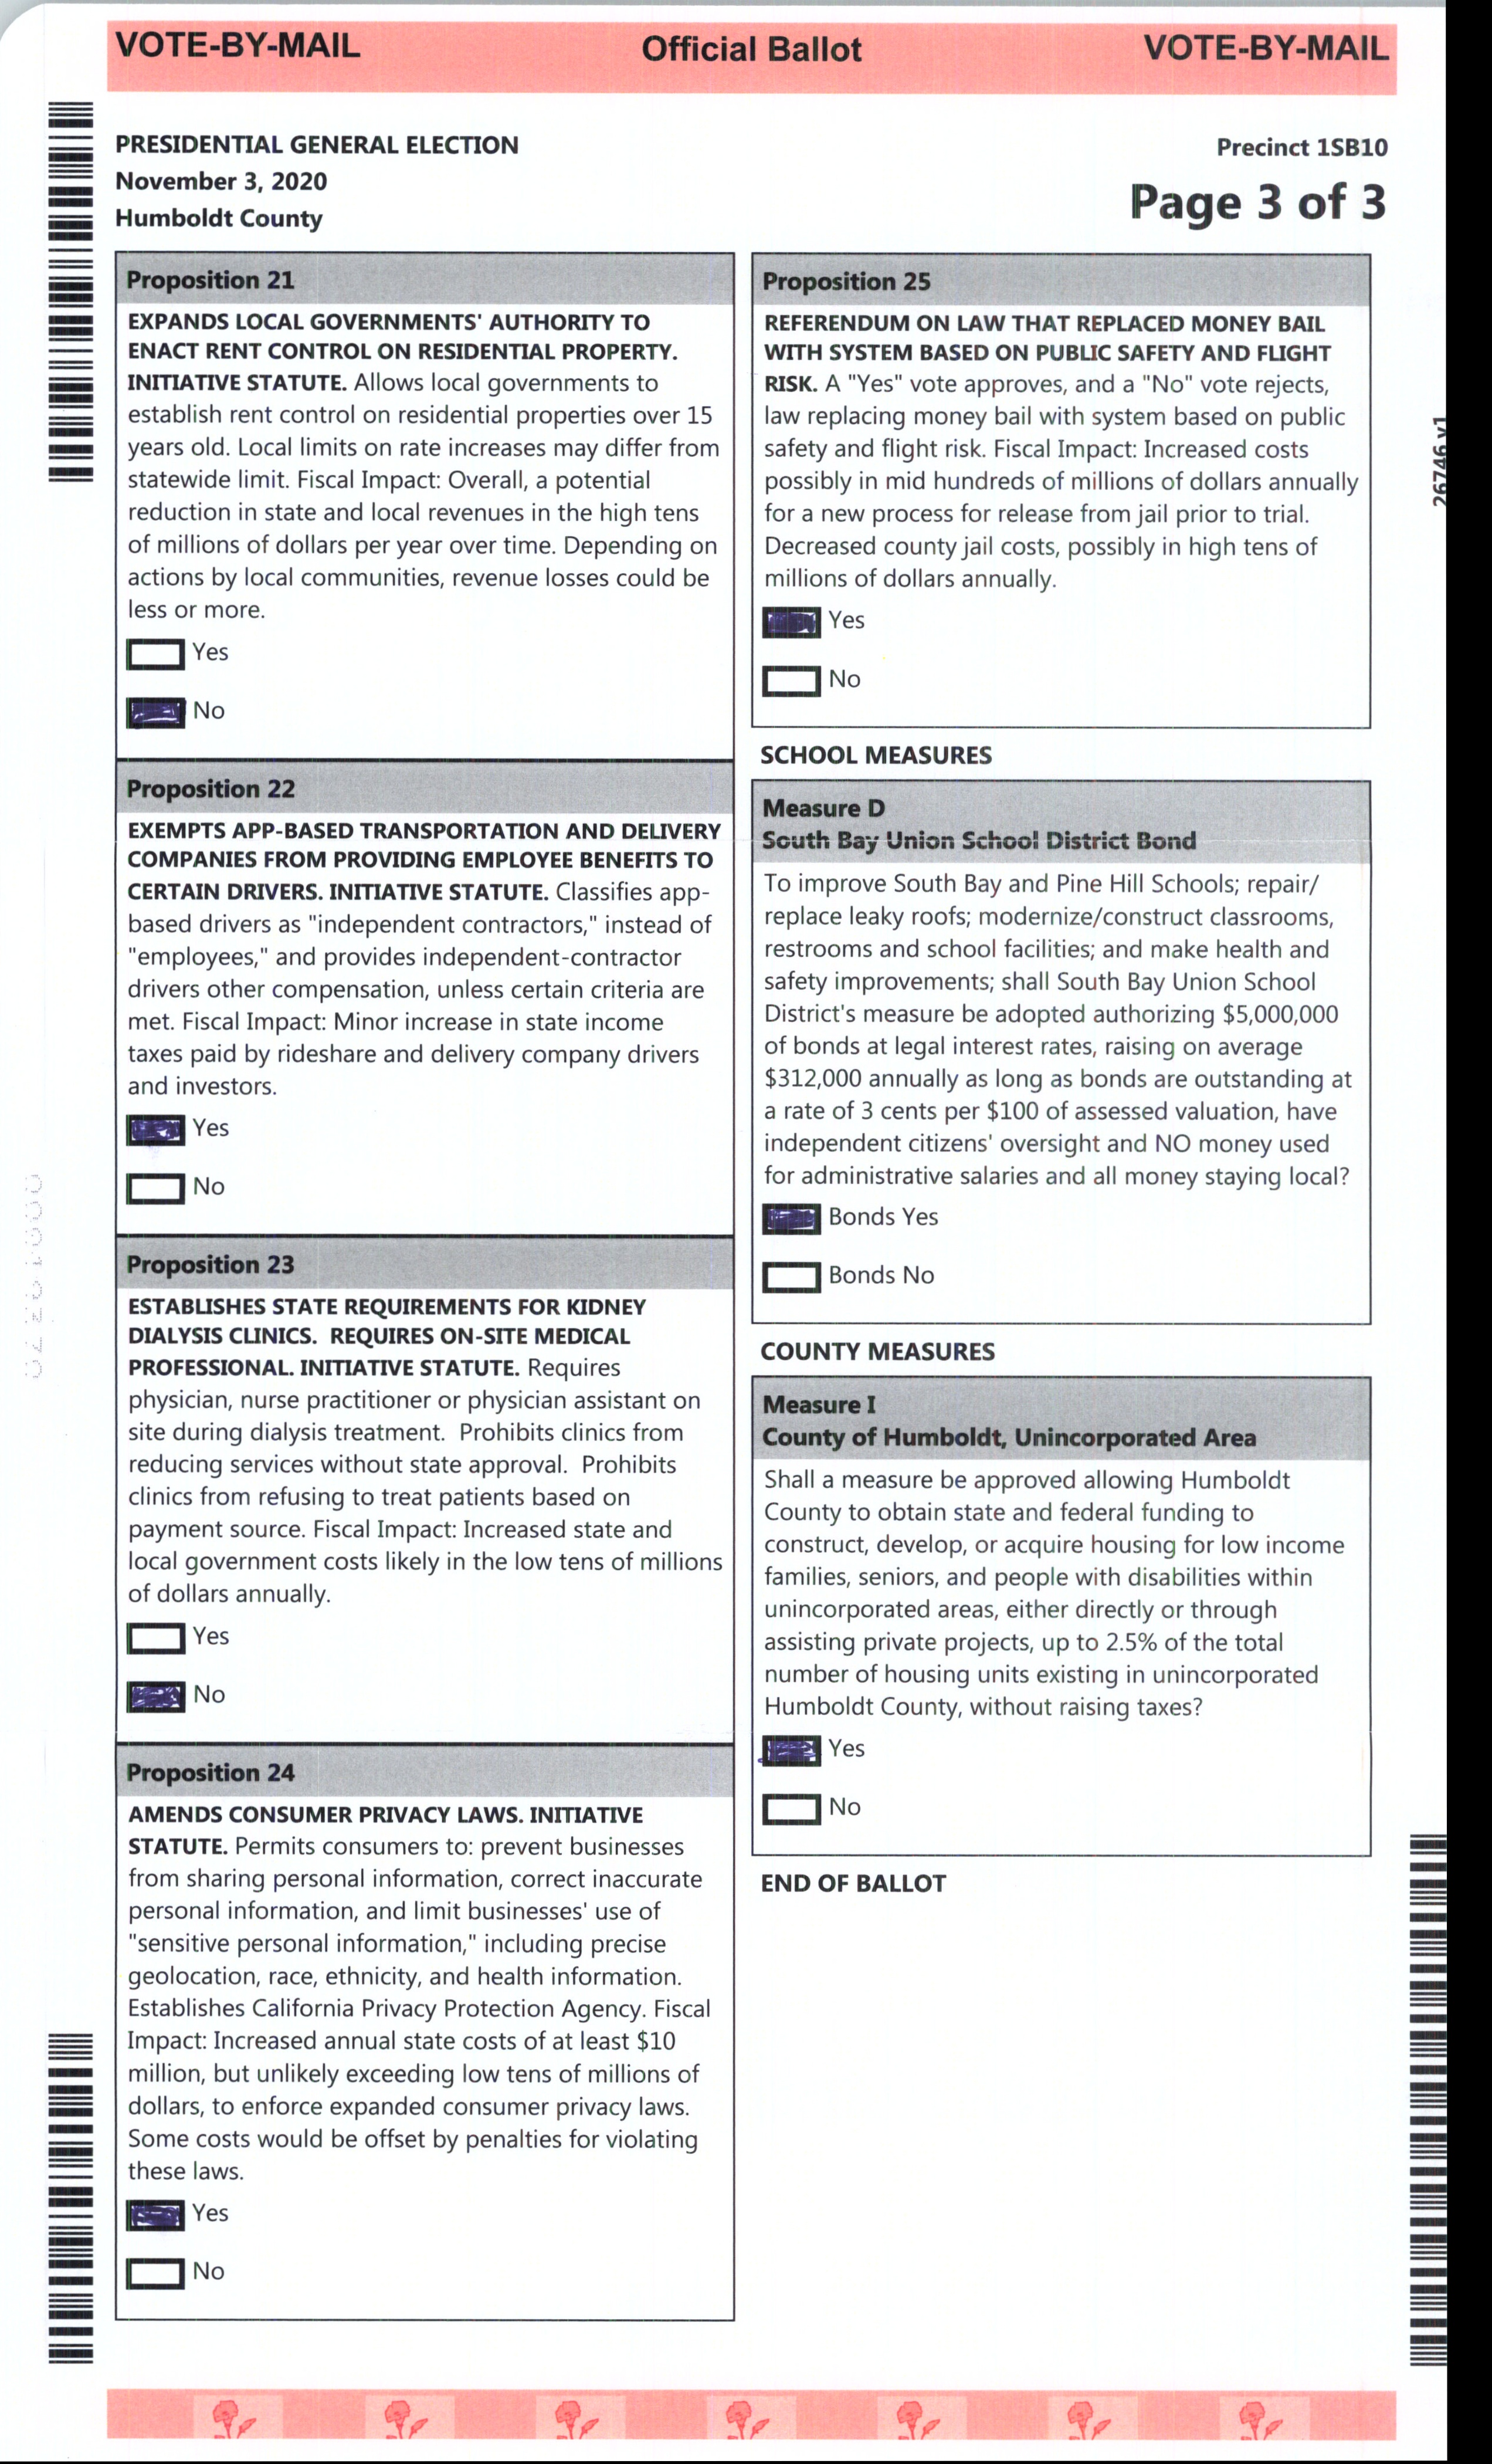 VOTE-BY-MAIL Official Ballot VOTE-BY-MAIL
PRESIDENTIAL GENERAL ELECTION
November 3, 2020
Humboldt County
Precinct 1SB10
Page 3 of 3
Proposition 21
EXPANDS LOCAL GOVERNMENTS' AUTHORITY TO
ENACT RENT CONTROL ON RESIDENTIAL PROPERTY.
INITIATIVE STATUTE. Allows local governments to
establish rent control on residential properties over 15
years old. Local limits on rate increases may differ from
statewide limit. Fiscal Impact: Overall, a potential
reduction in state and local revenues in the high tens
of millions of dollars per year over time. Depending on
actions by local communities, revenue losses could be
less or more.
Yes
No
Proposition 22
EXEMPTS APP-BASED TRANSPORTATION AND DELIVERY
COMPANIES FROM PROVIDING EMPLOYEE BENEFITS TO
CERTAIN DRIVERS. INITIATIVE STATUTE. Classifies app-
based drivers as "independent contractors," instead of
"employees," and provides independent-contractor
drivers other compensation, unless certain criteria are
met. Fiscal Impact: Minor increase in state income
taxes paid by rideshare and delivery company drivers
and investors.
Yes
No
Proposition 23
ESTABLISHES STATE REQUIREMENTS FOR KIDNEY
DIALYSIS CLINICS. REQUIRES ON-SITE MEDICAL
PROFESSIONAL. INITIATIVE STATUTE. Requires
physician, nurse practitioner or physician assistant on
site during dialysis treatment. Prohibits clinics from
reducing services without state approval. Prohibits
clinics from refusing to treat patients based on
payment source. Fiscal Impact: Increased state and
local government costs likely in the low tens of millions
of dollars annually.
Yes
No
Proposition 24
AMENDS CONSUMER PRIVACY LAWS. INITIATIVE
STATUTE. Permits consumers to: prevent businesses
from sharing personal information, correct inaccurate
personal information, and limit businesses' use of
"sensitive personal information," including precise
geolocation, race, ethnicity, and health information.
Establishes California Privacy Protection Agency. Fiscal
Impact: Increased annual state costs of at least $10
million, but unlikely exceeding low tens of millions of
dollars, to enforce expanded consumer privacy laws.
Some costs would be offset by penalties for violating
these laws.
Yes
No
Proposition 25
REFERENDUM ON LAW THAT REPLACED MONEY BAIL
WITH SYSTEM BASED ON PUBLIC SAFETY AND FLIGHT
RISK. A "Yes" vote approves, and a "No" vote rejects,
law replacing money bail with system based on public
safety and flight risk. Fiscal Impact: Increased costs
possibly in mid hundreds of millions of dollars annually
for a new process for release from jail prior to trial.
Decreased county jail costs, possibly in high tens of
millions of dollars annually.
Yes
No
SCHOOL MEASURES
Measure D
South Bay Union School District Bond
To improve South Bay and Pine Hill Schools; repair/
replace leaky roofs; modernize/construct classrooms,
restrooms and school facilities; and make health and
safety improvements; shall South Bay Union School
District's measure be adopted authorizing $5,000,000
of bonds at legal interest rates, raising on average
$312,000 annually as long as bonds are outstanding at
a rate of 3 cents per $100 of assessed valuation, have
independent citizens' oversight and NO money used
for administrative salaries and all money staying local?
Bonds Yes
Bonds No
COUNTY MEASURES
Measure I
County of Humboldt, Unincorporated Area
Shall a measure be approved allowing Humboldt
County to obtain state and federal funding to
construct, develop, or acquire housing for low income
families, seniors, and people with disabilities within
unincorporated areas, either directly or through
assisting private projects, up to 2.5% of the total
number of housing units existing in unincorporated
Humboldt County, without raising taxes?
Yes
No
END OF BALLOT
26746 v1